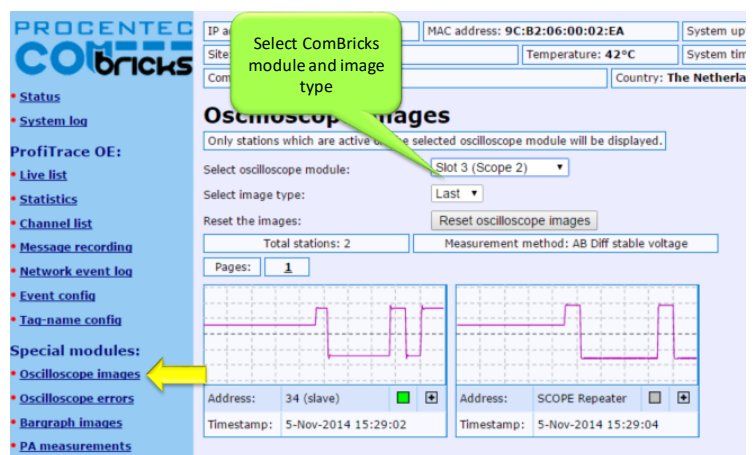 PROCENTEC
COMbricks
IP a
MAC address: 9C:B2:06:00:02:EA
System up
Site:
Temperature: 42°C
System tim
Com
Country: The Netherla
Select ComBricks
module and image
type
Status
System log
ProfiTrace OE:
Live list
Statistics
Channel list
Message recording
Network event log
Event config
Tag-name config
Special modules:
Oscilloscope images
Oscilloscope errors
Bargraph images
PA measurements
Oscilloscope images
Only stations which are active on the selected oscilloscope module will be displayed.
Select oscilloscope module:
Slot 3 (Scope 2)
Select image type:
Last
Reset the images:
Reset oscilloscope images
Total stations: 2
Measurement method: AB Diff stable voltage
Pages: 1
Address: 34 (slave)
Timestamp: 5-Nov-2014 15:29:02
Address: SCOPE Repeater
Timestamp: 5-Nov-2014 15:29:04